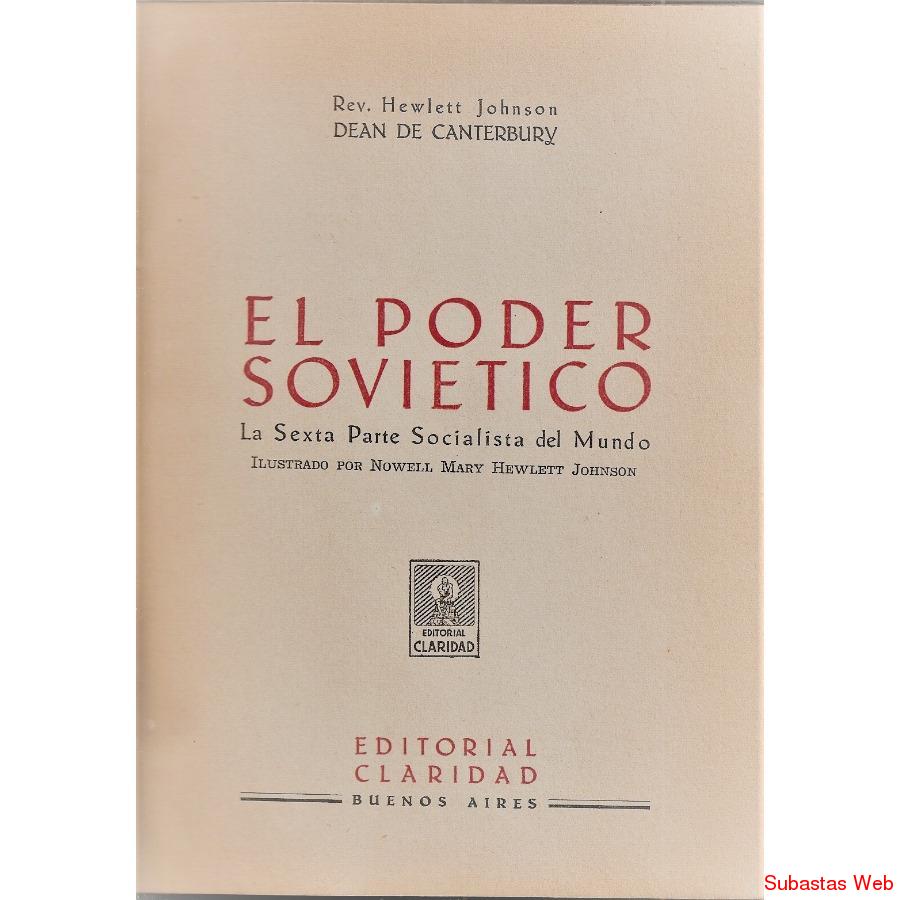 Rev. Hewlett Johnson
DEAN DE CANTERBURY
EL PODER
SOVIETICO
La Sexta Parte Socialista del Mundo
ILUSTRADO POR NOWELL MARY HEWLETT JOHNSON
EDITORIAL
CLARIDAD
EDITORIAL
CLARIDAD
BUENOS AIRES
Subastas Web